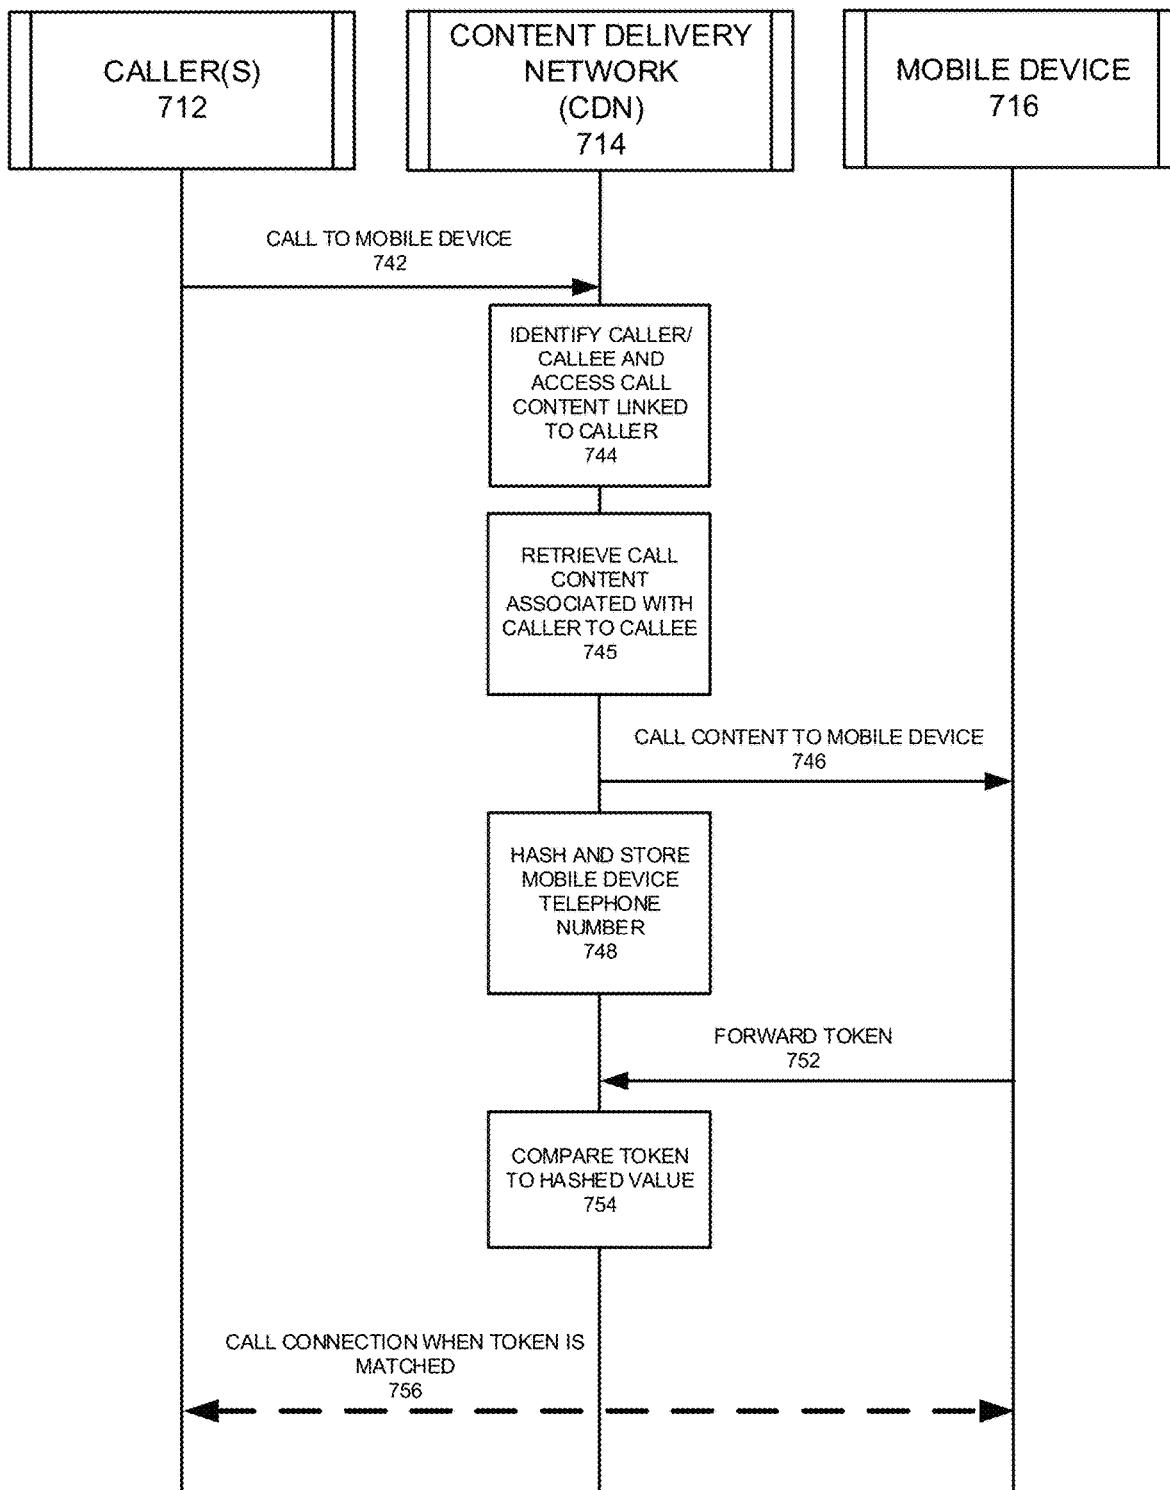 CALLER(S)
712
CONTENT DELIVERY
NETWORK
(CDN)
714
MOBILE DEVICE
716
CALL TO MOBILE DEVICE
742
IDENTIFY CALLER/
CALLEE AND
ACCESS CALL
CONTENT LINKED
TO CALLER
744
RETRIEVE CALL
CONTENT
ASSOCIATED WITH
CALLER TO CALLEE
745
CALL CONTENT TO MOBILE DEVICE
746
HASH AND STORE
MOBILE DEVICE
TELEPHONE
NUMBER
748
FORWARD TOKEN
752
COMPARE TOKEN
TO HASHED VALUE
754
CALL CONNECTION WHEN TOKEN IS
MATCHED
756